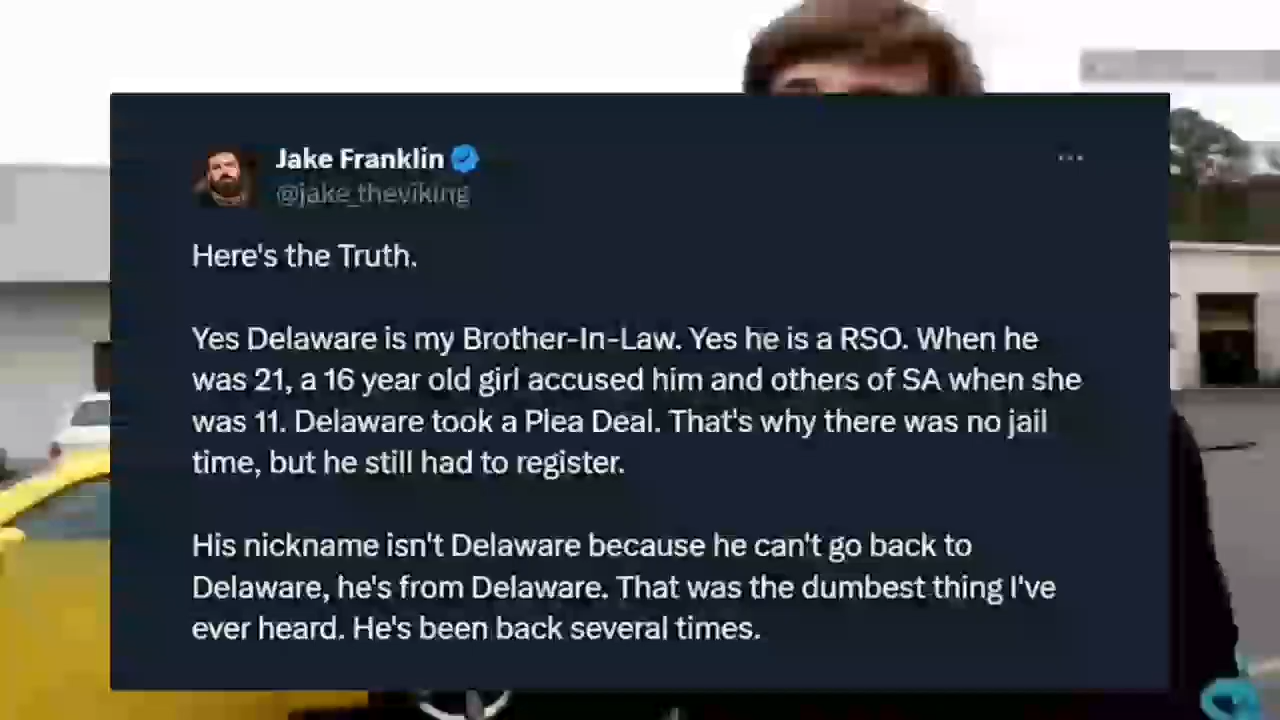 Jake Franklin
@jake_theviking
Here's the Truth.
Yes Delaware is my Brother-In-Law. Yes he is a RSO. When he
was 21, a 16 year old girl accused him and others of SA when she
was 11. Delaware took a Plea Deal. That's why there was no jail
time, but he still had to register.
His nickname isn't Delaware because he can't go back to
Delaware, he's from Delaware. That was the dumbest thing I've
ever heard. He's been back several times.